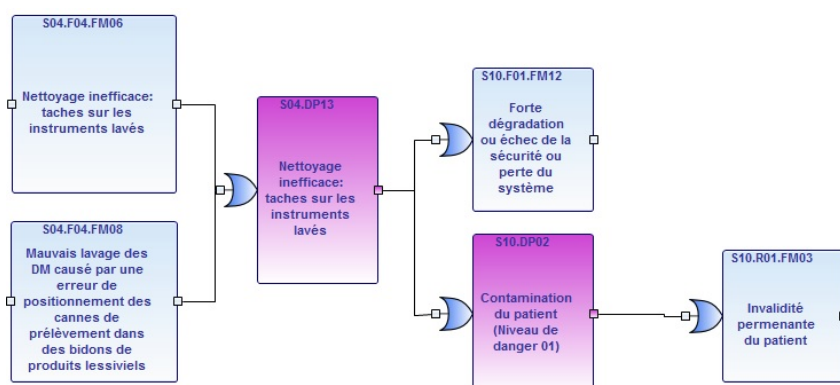 S04.F04.FM06
Nettoyage inefficace:
taches sur les
instruments lavés
S04.F04.FM08
Mauvais lavage des
DM causé par une
erreur de
positionnement des
cannes de
prélèvement dans
des bidons de
produits lessiviels
S04.DP13
Nettoyage
inefficace:
taches sur les
instruments
lavés
S10.F01.FM12
Forte
dégradation
ou échec de la
sécurité ou
perte du
système
S10.DP02
Contamination
du patient
(Niveau de
danger 01)
S10.R01.FM03
Invalidité
permenante
du patient